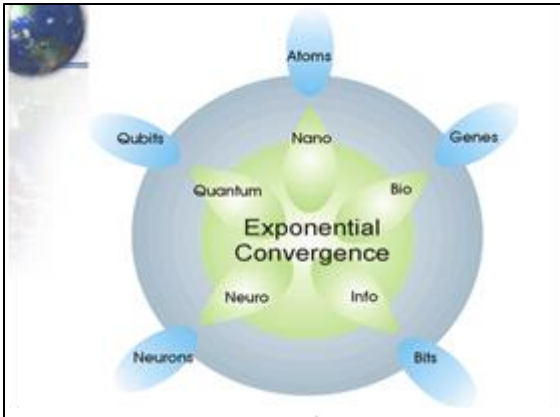 Atoms
Qubits
Nano
Genes
Quantum
Bio
Exponential
Convergence
Neuro
Info
Neurons
Bits